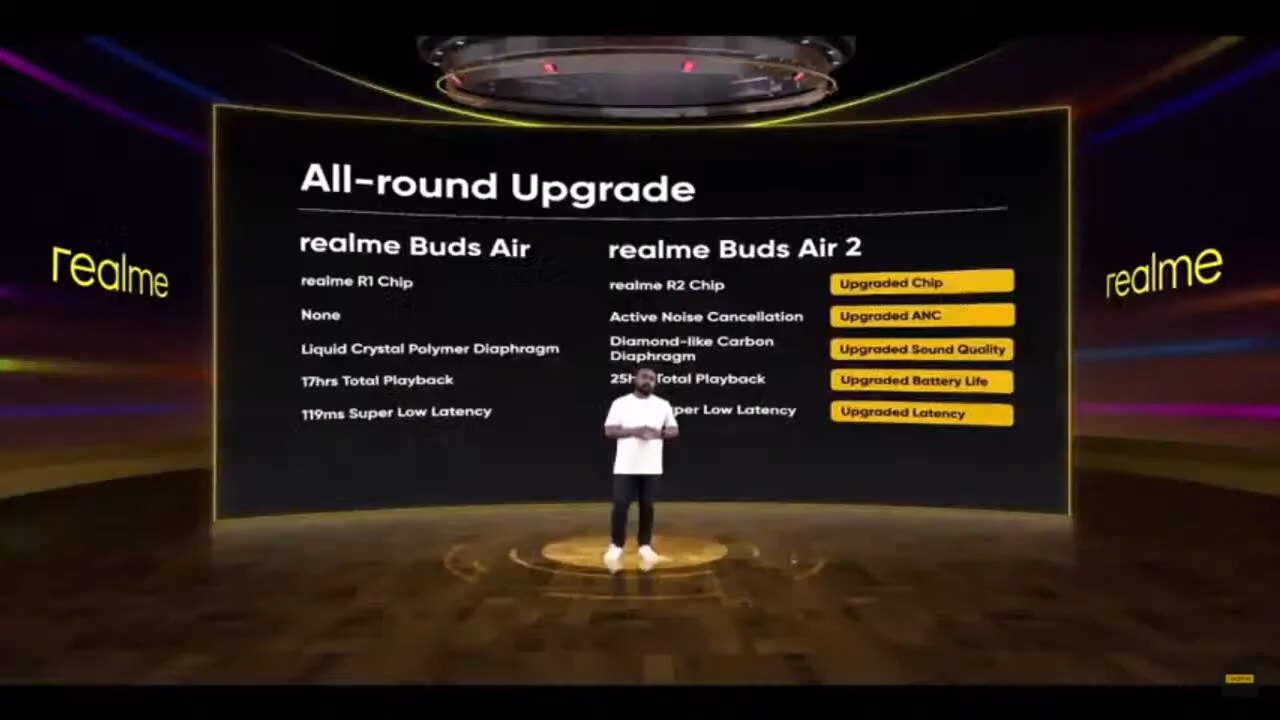 All-round Upgrade
realme Buds Air
realme Buds Air 2
realme R1 Chip
realme R2 Chip
Upgraded Chip
None
Active Noise Cancellation
Upgraded ANC
Liquid Crystal Polymer Diaphragm
Diamond-like Carbon
Diaphragm
Upgraded Sound Quality
17hrs Total Playback
Total Playback
Upgraded Battery Life
119ms Super Low Latency
Low Latency
Upgraded Latency
realme
realme
realme